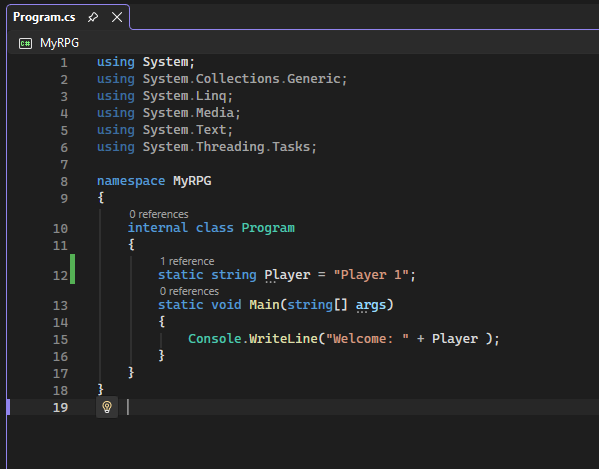 Program.cs
MyRPG
1 using System;
2 using System.Collections.Generic;
3 using System.Linq;
4 using System.Media;
5 using System.Text;
6 using System.Threading.Tasks;
7
8 namespace MyRPG
9 {
0 references
10 internal class Program
11 {
1 reference
12 static string Player = "Player 1";
0 references
13 static void Main(string[] args)
14 {
15 Console.WriteLine("Welcome: " + Player );
16 }
17 }
18 }
19